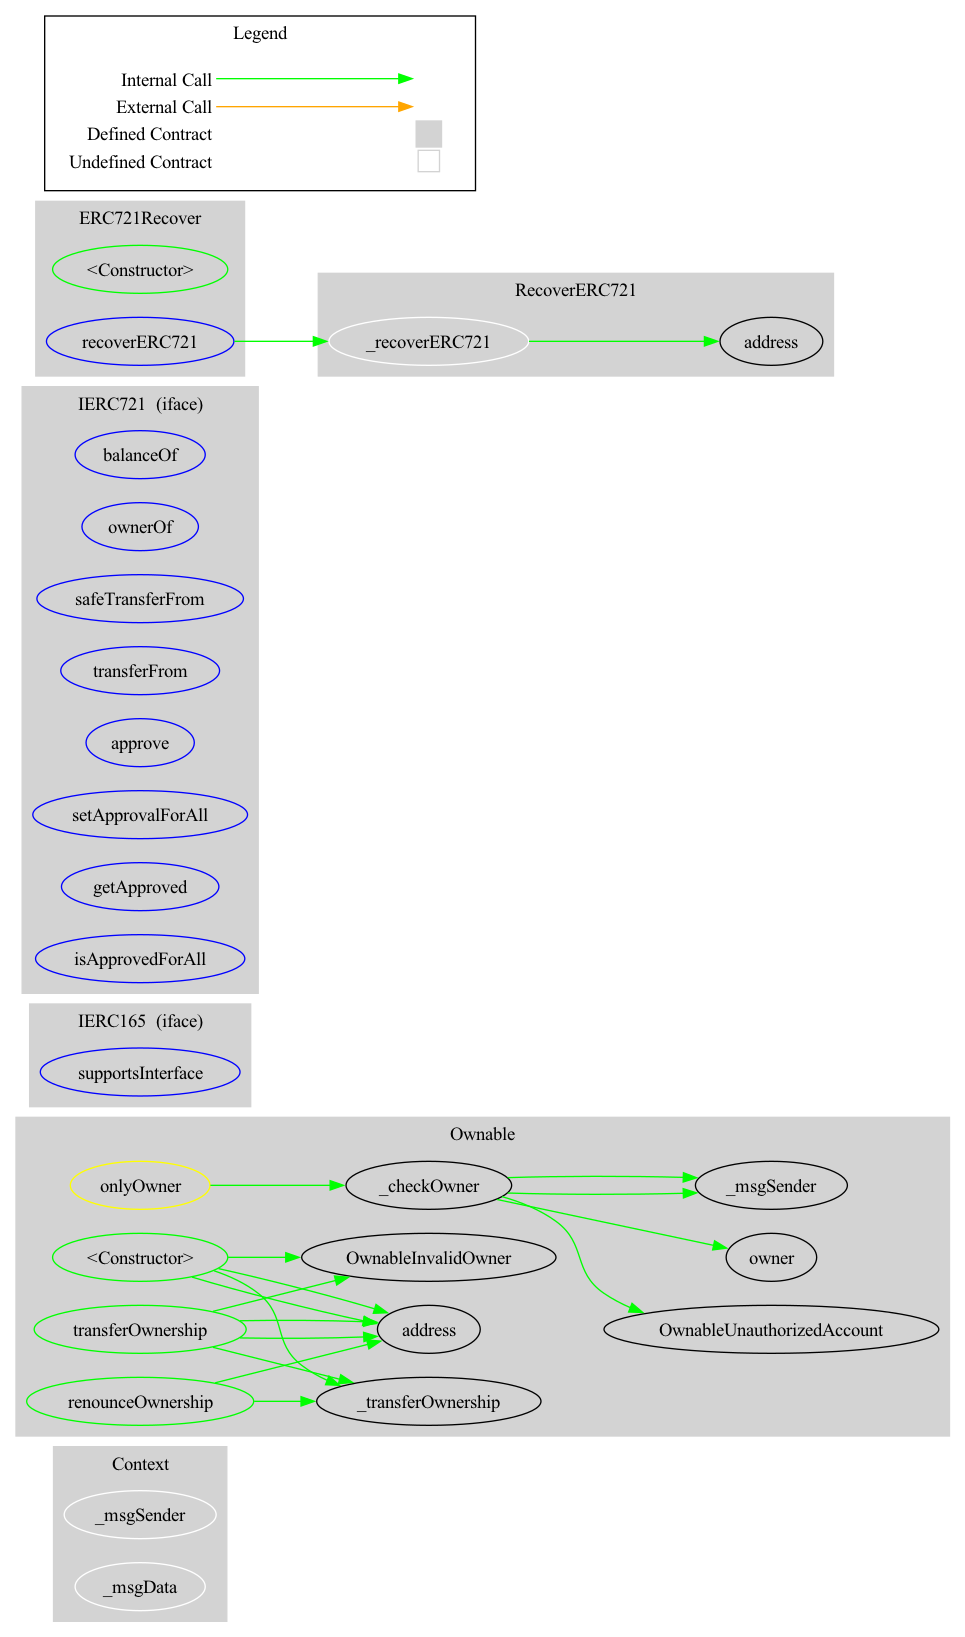 Legend
Internal Call
External Call
Defined Contract
Undefined Contract
ERC721Recover
<Constructor>
recoverERC721
RecoverERC721
_recoverERC721
address
IERC721  (iface)
balanceOf
ownerOf
safeTransferFrom
transferFrom
approve
setApprovalForAll
getApproved
isApprovedForAll
IERC165  (iface)
supportsInterface
Ownable
onlyOwner
_checkOwner
_msgSender
<Constructor>
OwnableInvalidOwner
owner
transferOwnership
address
OwnableUnauthorizedAccount
renounceOwnership
_transferOwnership
Context
_msgSender
_msgData